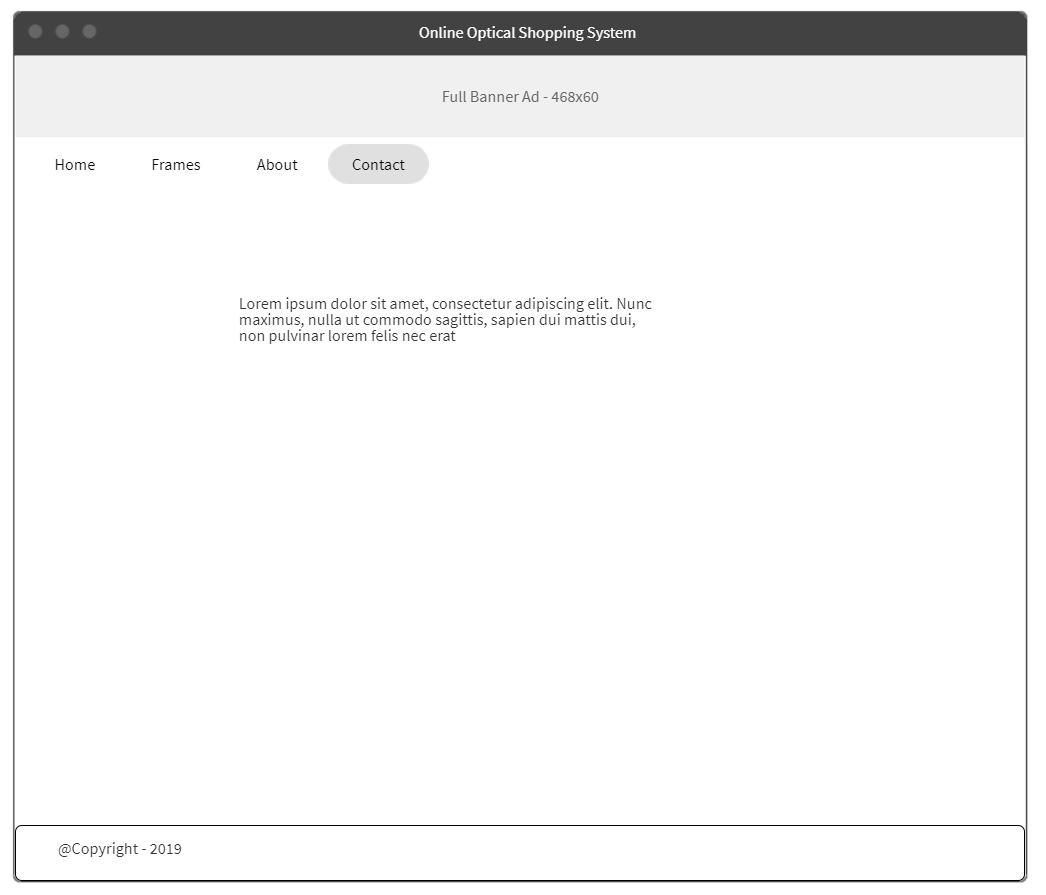 Online Optical Shopping System
Full Banner Ad - 468x60
Home Frames About Contact
Lorem ipsum dolor sit amet, consectetur adipiscing elit. Nunc
maximus, nulla ut commodo sagittis, sapien dui mattis dui,
non pulvinar lorem felis nec erat
@Copyright - 2019